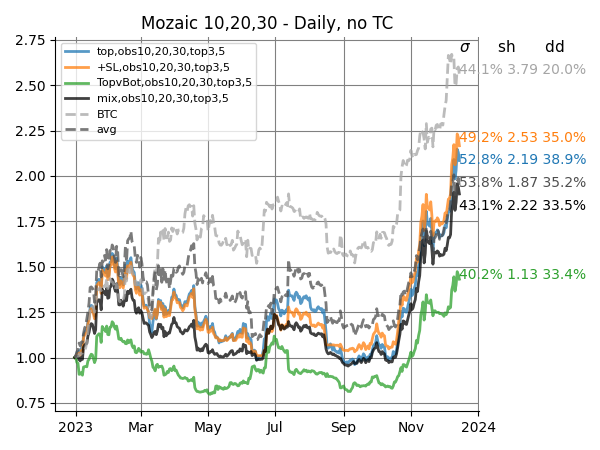 Mozaic 10,20,30 - Daily, no TC
σ sh dd
top,obs10,20,30,top3,5
+SL,obs10,20,30,top3,5
TopvBot,obs10,20,30,top3,5
mix,obs10,20,30,top3,5
BTC
avg
44.1% 3.79 20.0%
49.2% 2.53 35.0%
52.8% 2.19 38.9%
53.8% 1.87 35.2%
43.1% 2.22 33.5%
40.2% 1.13 33.4%
2.75
2.50
2.25
2.00
1.75
1.50
1.25
1.00
0.75
2023 Mar May Jul Sep Nov 2024